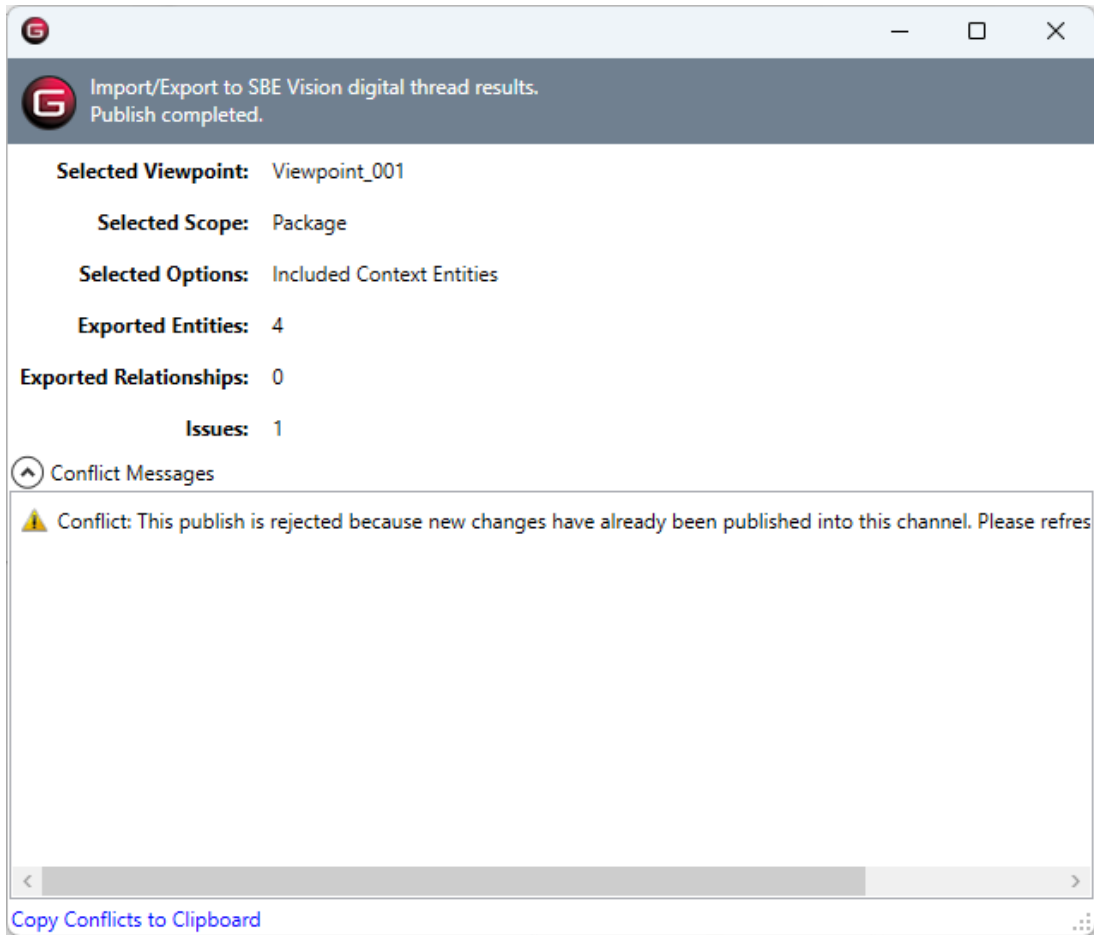 Import/Export to SBE Vision digital thread results.
Publish completed.
Selected Viewpoint: Viewpoint_001
Selected Scope: Package
Selected Options: Included Context Entities
Exported Entities: 4
Exported Relationships: 0
Issues: 1
Conflict Messages
Conflict: This publish is rejected because new changes have already been published into this channel. Please refres
Copy Conflicts to Clipboard